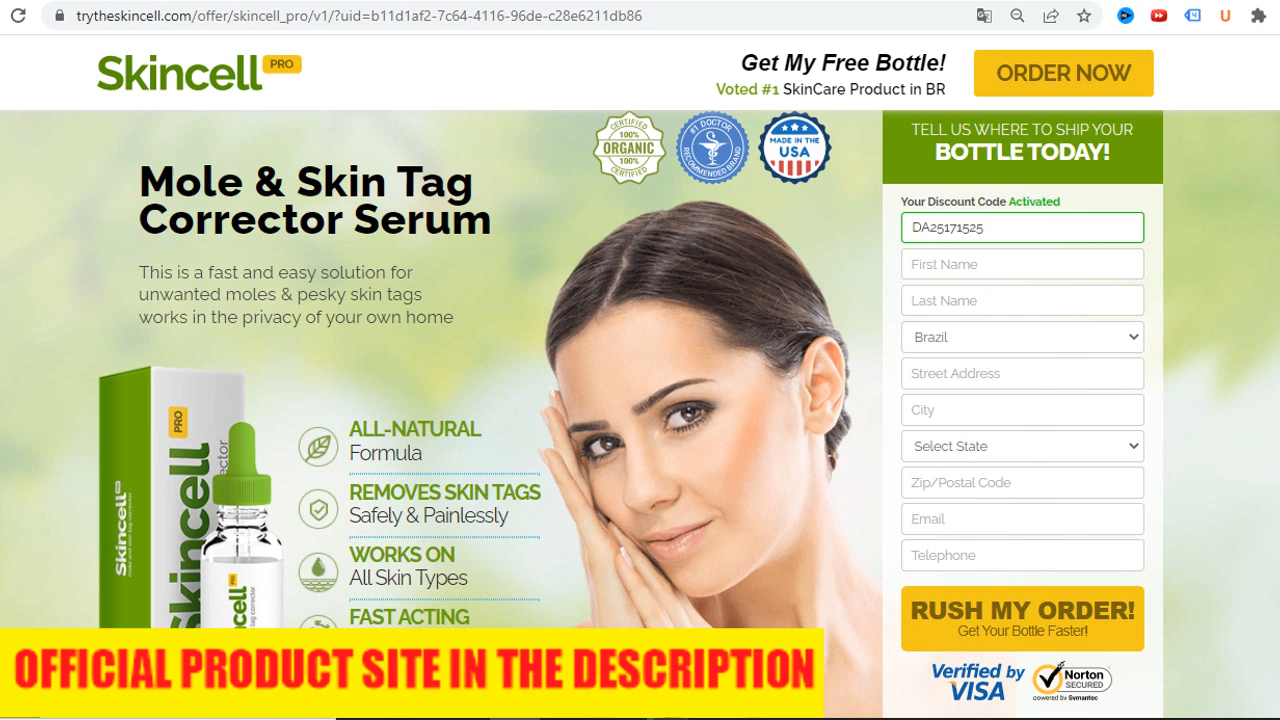 trytheskincell.com/offer/skincell_pro/v1/?uid=b11d1af2-7c64-4116-96de-c28e6211db86
Skincell PRO
Get My Free Bottle!
Voted #1 SkinCare Product in BR
ORDER NOW
CERTIFIED
100%
ORGANIC
100%
CERTIFIED
#1 DOCTOR
RECOMMENDED BRAND
MADE IN THE
USA
TELL US WHERE TO SHIP YOUR
BOTTLE TODAY!
Mole & Skin Tag
Corrector Serum
This is a fast and easy solution for
unwanted moles & pesky skin tags
works in the privacy of your own home
Your Discount Code Activated
DA25171525
First Name
Last Name
Brazil
Street Address
City
Select State
Zip/Postal Code
Email
Telephone
RUSH MY ORDER!
Get Your Bottle Faster!
Verified by
VISA
Norton
SECURED
powered by Symantec
PRO
Skincell
Skincell
ALL-NATURAL
Formula
REMOVES SKIN TAGS
Safely & Painlessly
WORKS ON
All Skin Types
FAST ACTING
OFFICIAL PRODUCT SITE IN THE DESCRIPTION